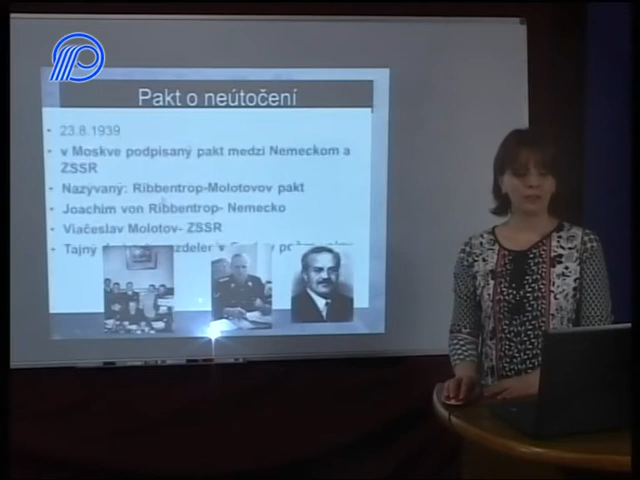 Pakt o neútočení
23.8.1939
v Moskve podpísaný pakt medzi Nemeckom a
ZSSR
Nazývaný: Ribbentrop-Molotovov pakt
Joachim von Ribbentrop- Nemecko
Viačeslav Molotov- ZSSR
Tajný